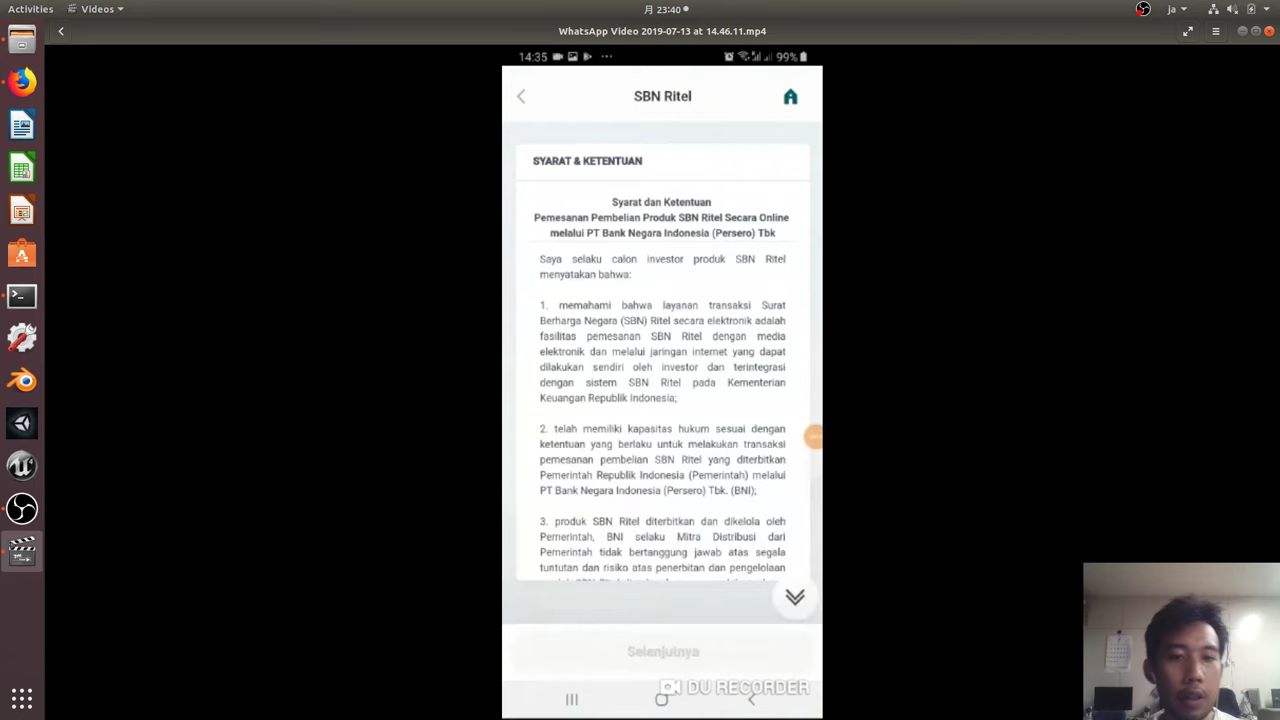 Activities
Videos
月 23:40
ja
WhatsApp Video 2019-07-13 at 14.46.11.mp4
14:35
99%
SBN Ritel
SYARAT & KETENTUAN
Syarat dan Ketentuan
Pemesanan Pembelian Produk SBN Ritel Secara Online
melalui PT Bank Negara Indonesia (Persero) Tbk
Saya selaku calon investor produk SBN Ritel
menyatakan bahwa:
1. memahami bahwa layanan transaksi Surat
Berharga Negara (SBN) Ritel secara elektronik adalah
fasilitas pemesanan SBN Ritel dengan media
elektronik dan melalui jaringan internet yang dapat
dilakukan sendiri oleh investor dan terintegrasi
dengan sistem SBN Ritel pada Kementerian
Keuangan Republik Indonesia;
2. telah memiliki kapasitas hukum sesuai dengan
ketentuan yang berlaku untuk melakukan transaksi
pemesanan pembelian SBN Ritel yang diterbitkan
Pemerintah Republik Indonesia (Pemerintah) melalui
PT Bank Negara Indonesia (Persero) Tbk. (BNI);
3. produk SBN Ritel diterbitkan dan dikelola oleh
Pemerintah, BNI selaku Mitra Distribusi dari
Pemerintah tidak bertanggung jawab atas segala
tuntutan dan risiko atas penerbitan dan pengelolaan
Selenjutnya
DU RECORDER